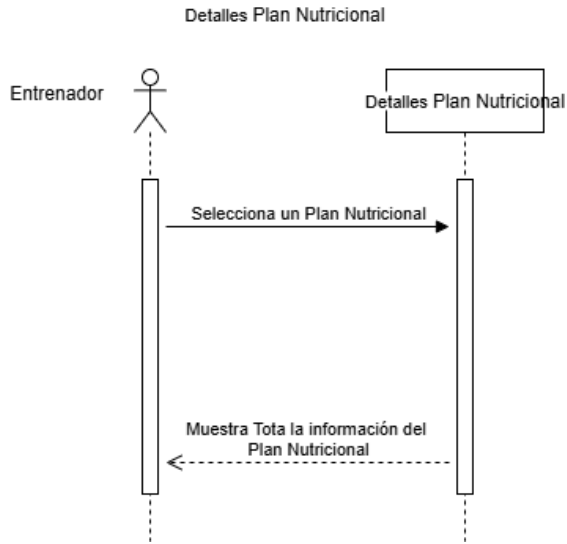 Detalles Plan Nutricional
Entrenador
Detalles Plan Nutricional
Selecciona un Plan Nutricional
Muestra Tota la información del
Plan Nutricional